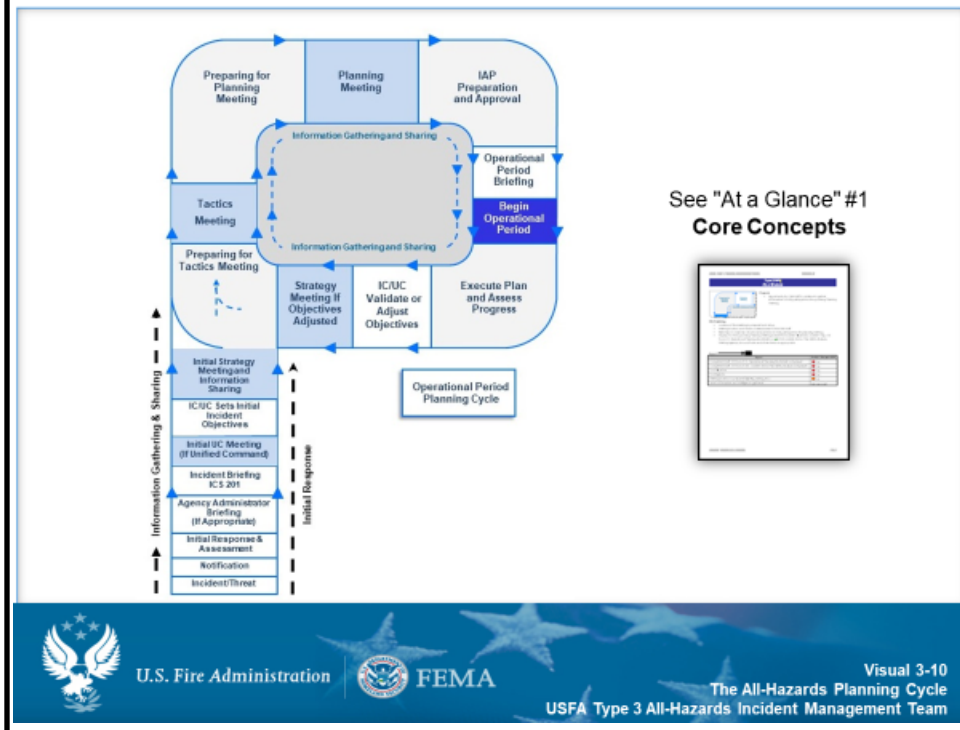 Preparing for
Planning
Meeting
Planning
Meeting
IAP
Preparation
and Approval
Information Gathering and Sharing
Operational
Period
Briefing
Begin
Operational
Period
Tactics
Meeting
Information Gathering and Sharing
Preparing for
Tactics Meeting
Strategy
Meeting If
Objectives
Adjusted
IC/UC
Validate or
Adjust
Objectives
Execute Plan
and Assess
Progress
Initial Strategy
Meeting and
Information
Sharing
IC/UC Sets Initial
Incident
Objectives
Initial UC Meeting
(If Unified Command)
Incident Briefing
ICS 201
Agency Administrator
Briefing
(If Appropriate)
Initial Response &
Assessment
Notification
Incident/Threat
Information Gathering & Sharing
Initial Response
Operational Period
Planning Cycle
See "At a Glance" #1
Core Concepts
U.S. Fire Administration
FEMA
Visual 3-10
The All-Hazards Planning Cycle
USFA Type 3 All-Hazards Incident Management Team